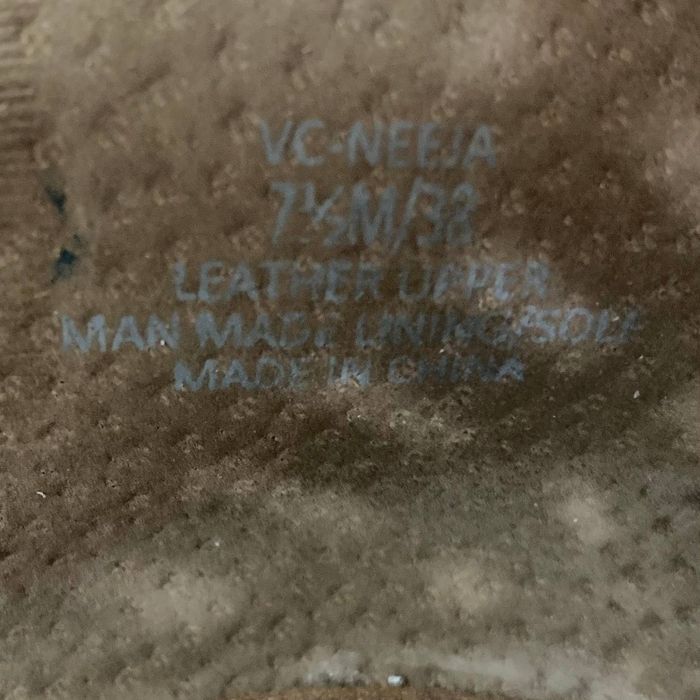 VC-NEEJA
7½M/38
LEATHER UPPER
MAN MADE LINING/SOLE
MADE IN CHINA